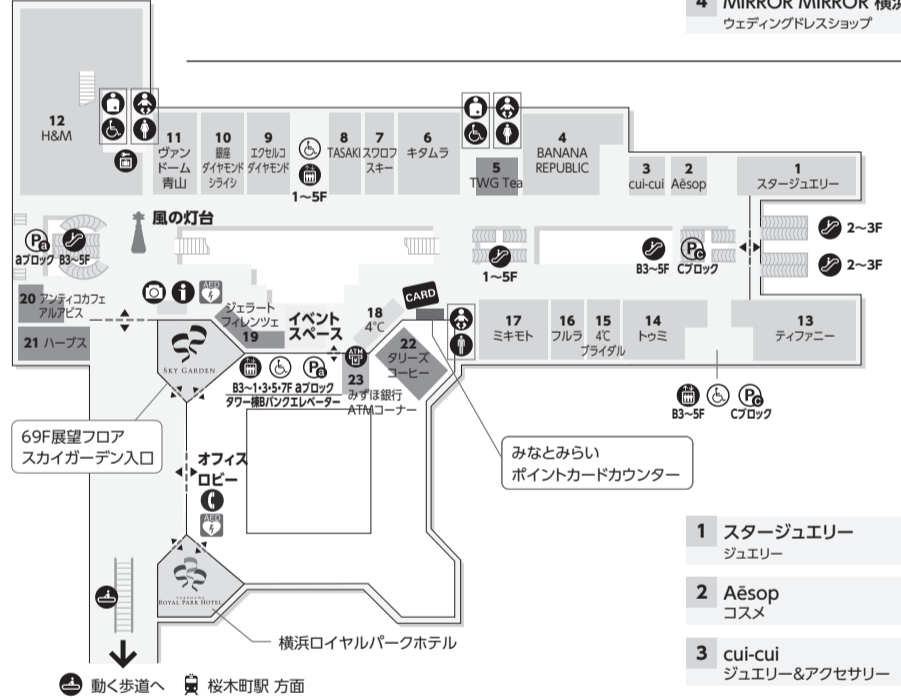 4 MIRROR MIRROR 横浜
ウェディングドレスショップ
12
H&M
11
ヴァン
ドーム
青山
10
銀座
ダイヤモンド
シライシ
9
エクセルコ
ダイヤモンド
1〜5F
8
TASAKI
7
スワロフ
スキー
6
キタムラ
5
TWG Tea
4
BANANA
REPUBLIC
3
cui-cui
2
Aēsop
1
スタージュエリー
風の灯台
Pa
aブロック
B3〜5F
1〜5F
B3〜5F
Pc
Cブロック
2〜3F
2〜3F
20 アンティコカフェ
アルアビス
21 ハーブス
AED
ジェラート
フィレンツェ
19
イベント
スペース
18
4℃
CARD
17
ミキモト
16
フルラ
15
4℃
ブライダル
14
トゥミ
13
ティファニー
SKY GARDEN
Pa
B3〜1・3・5・7F aブロック
タワー棟Bバンクエレベーター
ATM
23
みずほ銀行
ATMコーナー
22
タリーズ
コーヒー
B3〜5F
Pc
Cブロック
69F展望フロア
スカイガーデン入口
みなとみらい
ポイントカードカウンター
オフィス
ロビー
AED
YOKOHAMA
ROYAL PARK HOTEL
横浜ロイヤルパークホテル
動く歩道へ 桜木町駅 方面
1 スタージュエリー
ジュエリー
2 Aēsop
コスメ
3 cui-cui
ジュエリー&アクセサリー